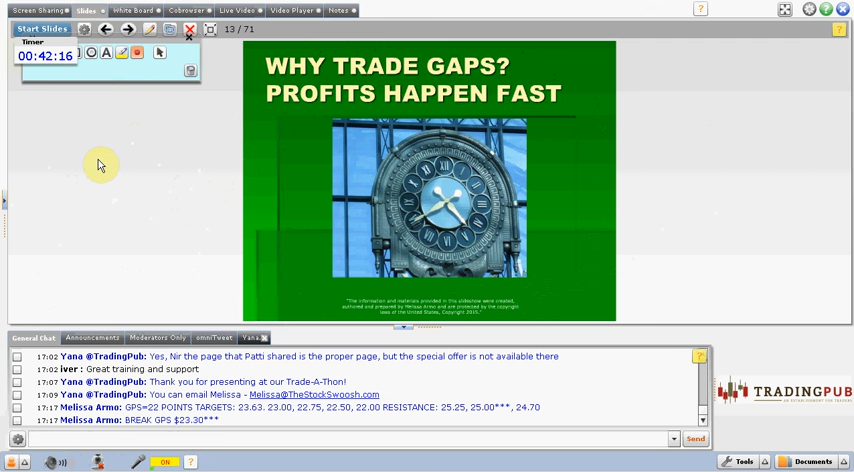 Screen Sharing Slides White Board Cobrowser Live Video Video Player Notes
Start Slides 13 / 71
Timer
00:42:16
A
WHY TRADE GAPS?
PROFITS HAPPEN FAST
"The information and materials provided in this slideshow were created,
authored and prepared by Melissa Armo and are protected by the copyright
laws of the United States, Copyright 2015."
General Chat Announcements Moderators Only omniTweet Yana
17:02 Yana @TradingPub: Yes, Nir the page that Patti shared is the proper page, but the special offer is not available there
17:02 iver : Great training and support
17:07 Yana @TradingPub: Thank you for presenting at our Trade-A-Thon!
17:09 Yana @TradingPub: You can email Melissa - Melissa@TheStockSwoosh.com
17:17 Melissa Armo: GPS=22 POINTS TARGETS: 23.63. 23.00, 22.75, 22.50, 22.00 RESISTANCE: 25.25, 25.00***, 24.70
17:17 Melissa Armo: BREAK GPS $23.30***
TRADINGPUB
Send
ON
Tools Documents